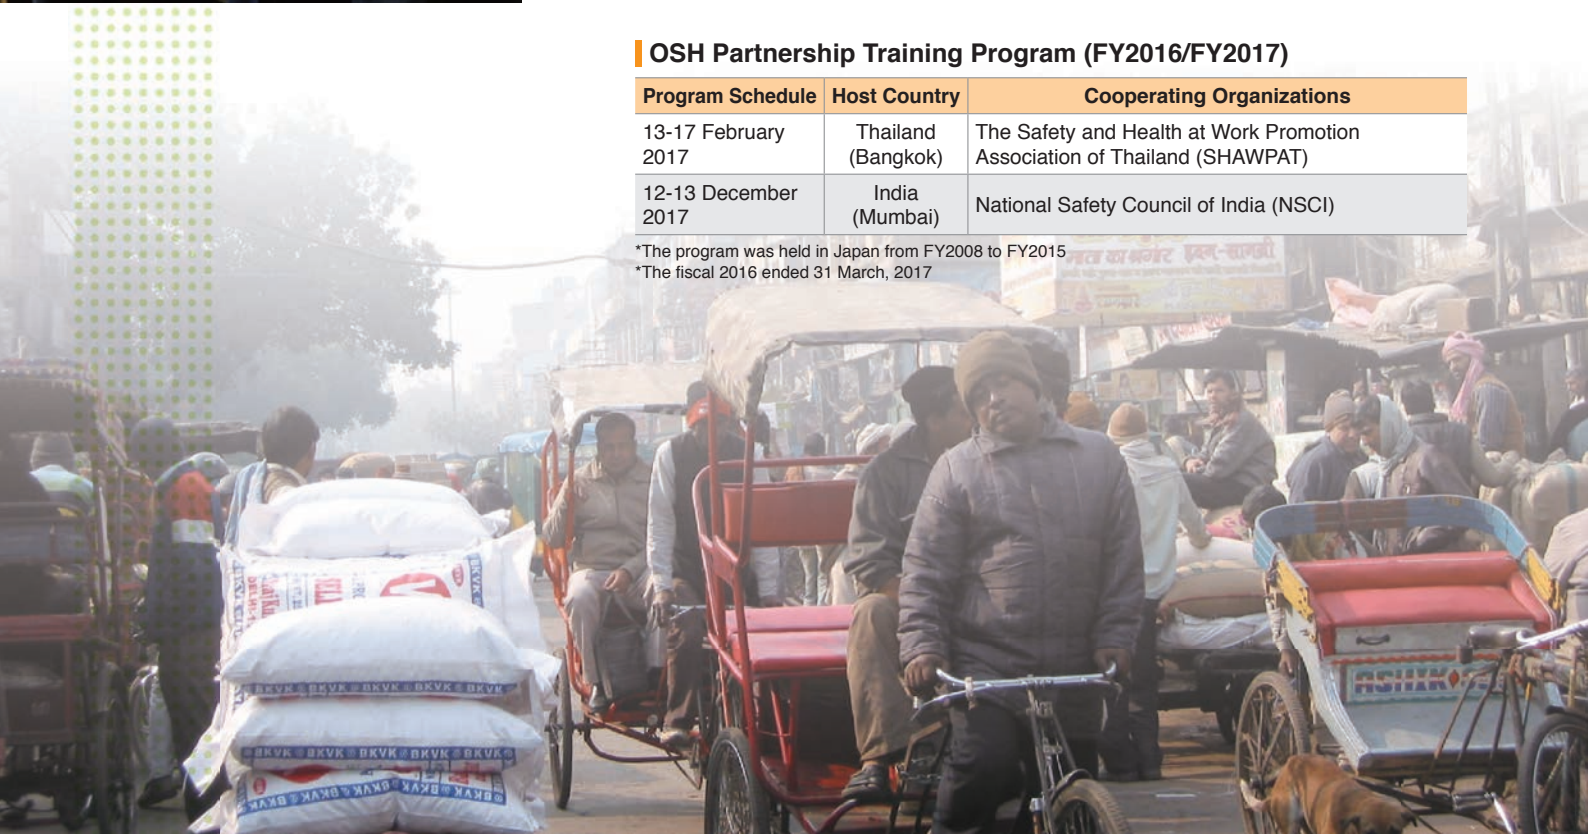 OSH Partnership Training Program (FY2016/FY2017)
Program Schedule Host Country Cooperating Organizations
13-17 February 2017 Thailand (Bangkok) The Safety and Health at Work Promotion Association of Thailand (SHAWPAT)
12-13 December 2017 India (Mumbai) National Safety Council of India (NSCI)
*The program was held in Japan from FY2008 to FY2015
*The fiscal 2016 ended 31 March, 2017
BKVK BKVK BKVK BKVK BKVK
BKVK BKVK BKVK BKVK BKVK